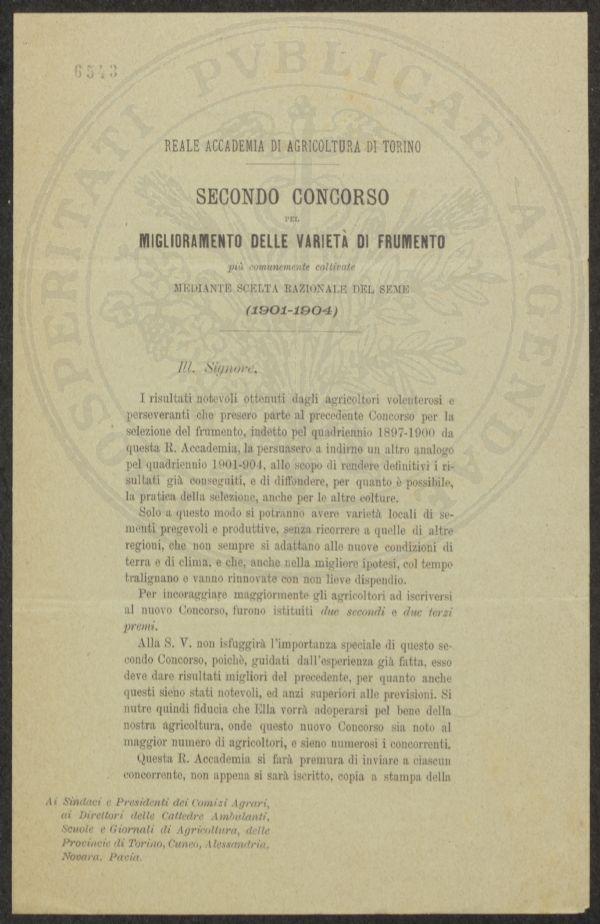 6543
PROSPERITATI PVBLICAE AVGENDAE
REALE ACCADEMIA DI AGRICOLTURA DI TORINO
SECONDO CONCORSO
PEL
MIGLIORAMENTO DELLE VARIETÀ DI FRUMENTO
più comunemente coltivate
MEDIANTE SCELTA RAZIONALE DEL SEME
(1901-1904)
Ill. Signore,
I risultati notevoli ottenuti dagli agricoltori volenterosi e
perseveranti che presero parte al precedente Concorso per la
selezione del frumento, indetto pel quadriennio 1897-1900 da
questa R. Accademia, la persuasero a indirne un altro analogo
pel quadriennio 1901-904, allo scopo di rendere definitivi i ri-
sultati già conseguiti, e di diffondere, per quanto è possibile,
la pratica della selezione, anche per le altre colture.
Solo a questo modo si potranno avere varietà locali di se-
menti pregevoli e produttive, senza ricorrere a quelle di altre
regioni, che non sempre si adattano alle nuove condizioni di
terra e di clima, e che, anche nella migliore ipotesi, col tempo
tralignano e vanno rinnovate con non lieve dispendio.
Per incoraggiare maggiormente gli agricoltori ad iscriversi
al nuovo Concorso, furono istituiti due secondi e due terzi
premi.
Alla S. V. non isfuggirà l'importanza speciale di questo se-
condo Concorso, poichè, guidati dall'esperienza già fatta, esso
deve dare risultati migliori del precedente, per quanto anche
questi sieno stati notevoli, ed anzi superiori alle previsioni. Si
nutre quindi fiducia che Ella vorrà adoperarsi pel bene della
nostra agricoltura, onde questo nuovo Concorso sia noto al
maggior numero di agricoltori, e sieno numerosi i concorrenti.
Questa R. Accademia si farà premura di inviare a ciascun
concorrente, non appena si sarà iscritto, copia a stampa della
Ai Sindaci e Presidenti dei Comizi Agrari,
ai Direttori delle Cattedre Ambulanti,
Scuole e Giornali di Agricoltura, delle
Provincie di Torino, Cuneo, Alessandria,
Novara, Pavia.